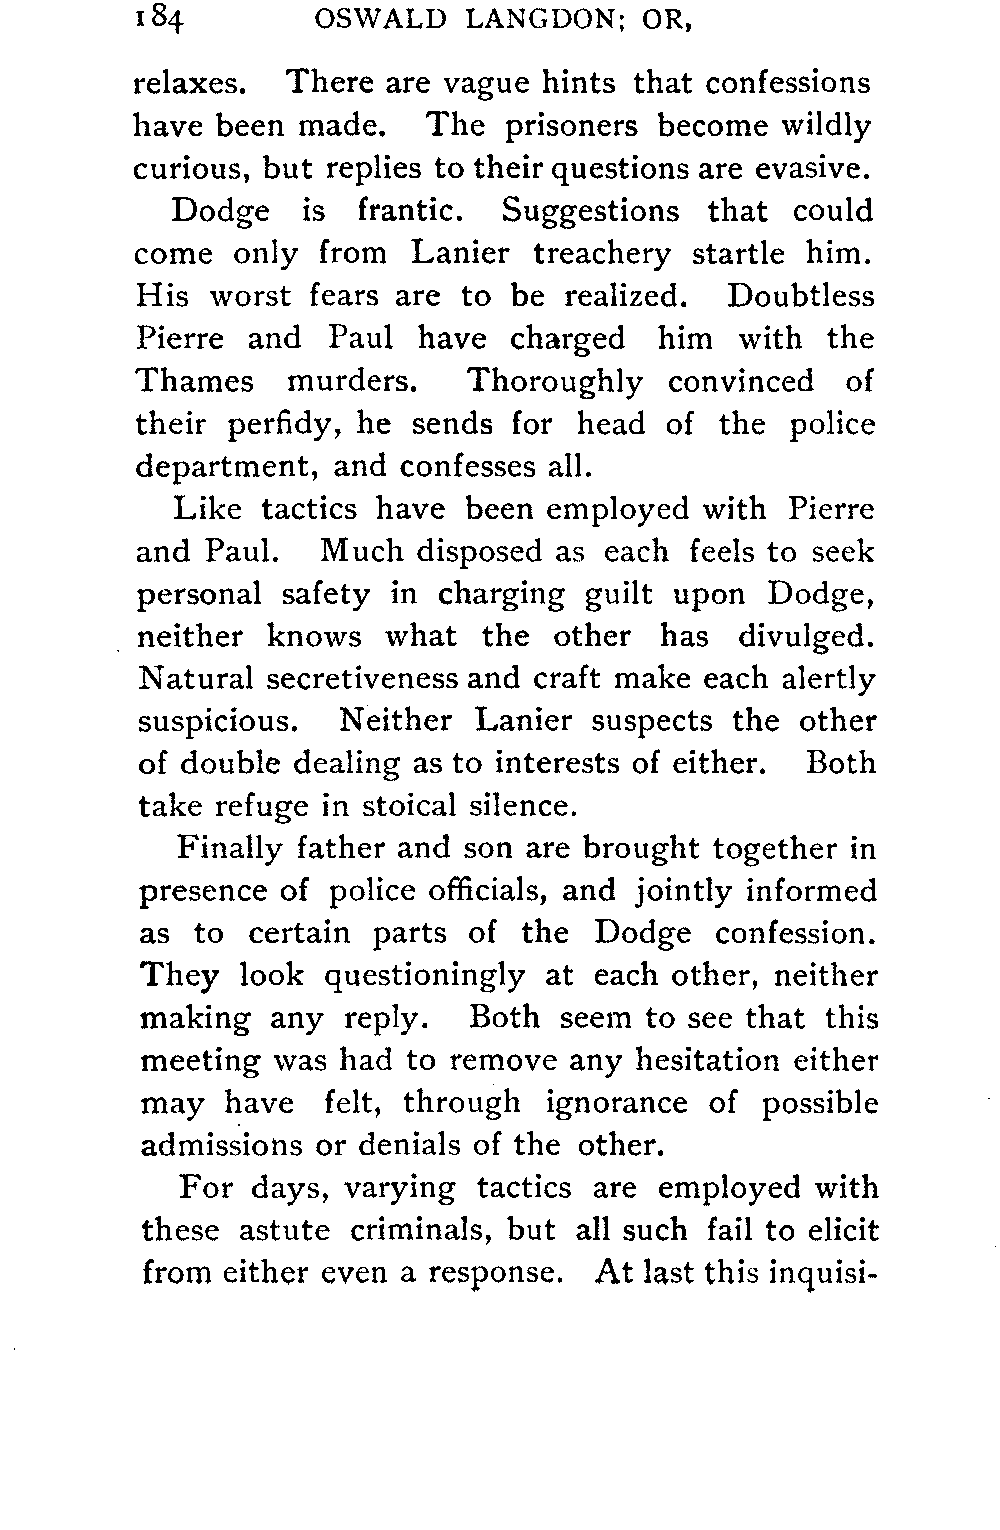 184 OSWALD LANGDON; OR,
relaxes. There are vague hints that confessions
have been made. The prisoners become wildly
curious, but replies to their questions are evasive.
Dodge is frantic. Suggestions that could
come only from Lanier treachery startle him.
His worst fears are to be realized. Doubtless
Pierre and Paul have charged him with the
Thames murders. Thoroughly convinced of
their perfidy, he sends for head of the police
department, and confesses all.
Like tactics have been employed with Pierre
and Paul. Much disposed as each feels to seek
personal safety in charging guilt upon Dodge,
neither knows what the other has divulged.
Natural secretiveness and craft make each alertly
suspicious. Neither Lanier suspects the other
of double dealing as to interests of either. Both
take refuge in stoical silence.
Finally father and son are brought together in
presence of police officials, and jointly informed
as to certain parts of the Dodge confession.
They look questioningly at each other, neither
making any reply. Both seem to see that this
meeting was had to remove any hesitation either
may have felt, through ignorance of possible
admissions or denials of the other.
For days, varying tactics are employed with
these astute criminals, but all such fail to elicit
from either even a response. At last this inquisi-